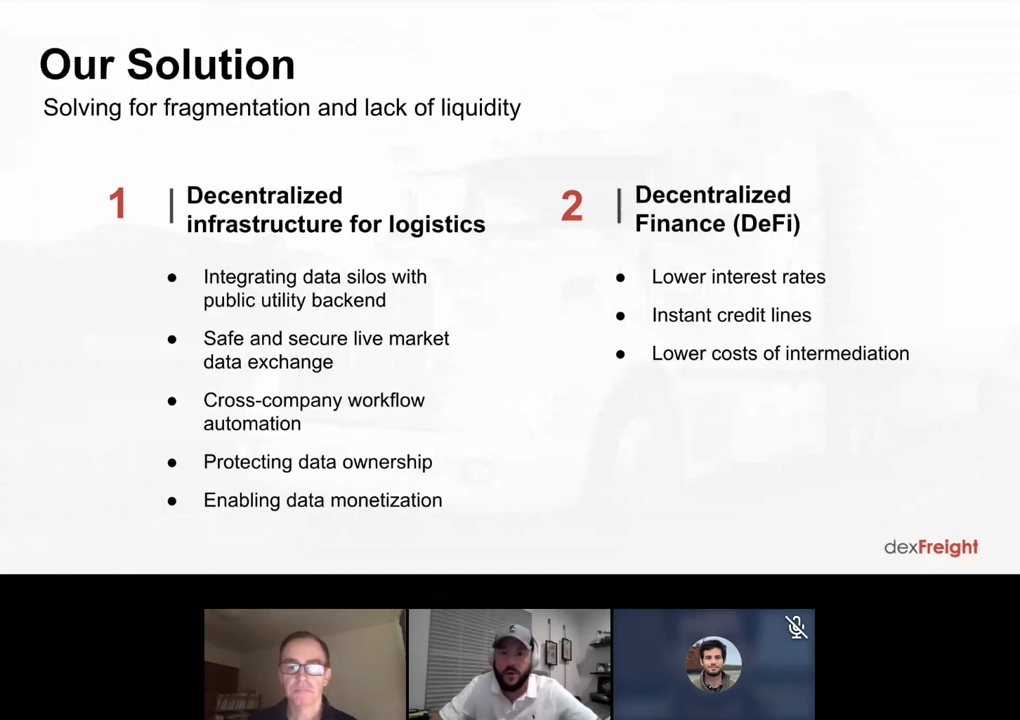 Our Solution
Solving for fragmentation and lack of liquidity
1
Decentralized
infrastructure for logistics
● Integrating data silos with
public utility backend
● Safe and secure live market
data exchange
● Cross-company workflow
automation
● Protecting data ownership
● Enabling data monetization
2
Decentralized
Finance (DeFi)
● Lower interest rates
● Instant credit lines
● Lower costs of intermediation
dexFreight